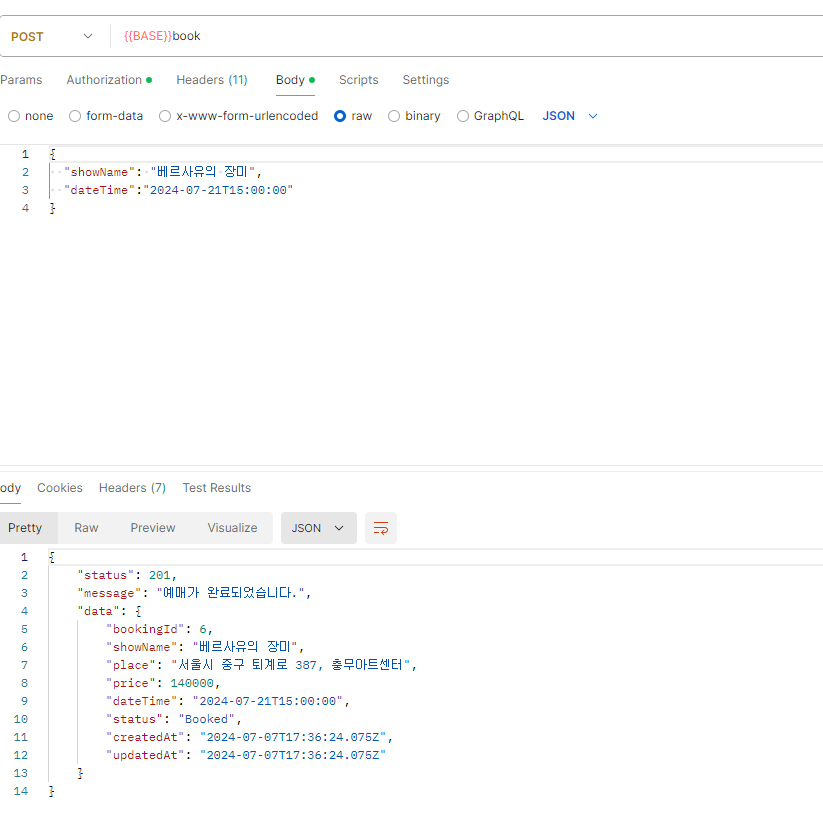 POST {{BASE}}book
Params Authorization Headers (11) Body Scripts Settings
none form-data x-www-form-urlencoded raw binary GraphQL JSON
1 {
2 "showName": "베르사유의 장미",
3 "dateTime":"2024-07-21T15:00:00"
4 }
ody Cookies Headers (7) Test Results
Pretty Raw Preview Visualize JSON
1 {
2 "status": 201,
3 "message": "예매가 완료되었습니다.",
4 "data": {
5 "bookingId": 6,
6 "showName": "베르사유의 장미",
7 "place": "서울시 중구 퇴계로 387, 충무아트센터",
8 "price": 140000,
9 "dateTime": "2024-07-21T15:00:00",
10 "status": "Booked",
11 "createdAt": "2024-07-07T17:36:24.075Z",
12 "updatedAt": "2024-07-07T17:36:24.075Z"
13 }
14 }